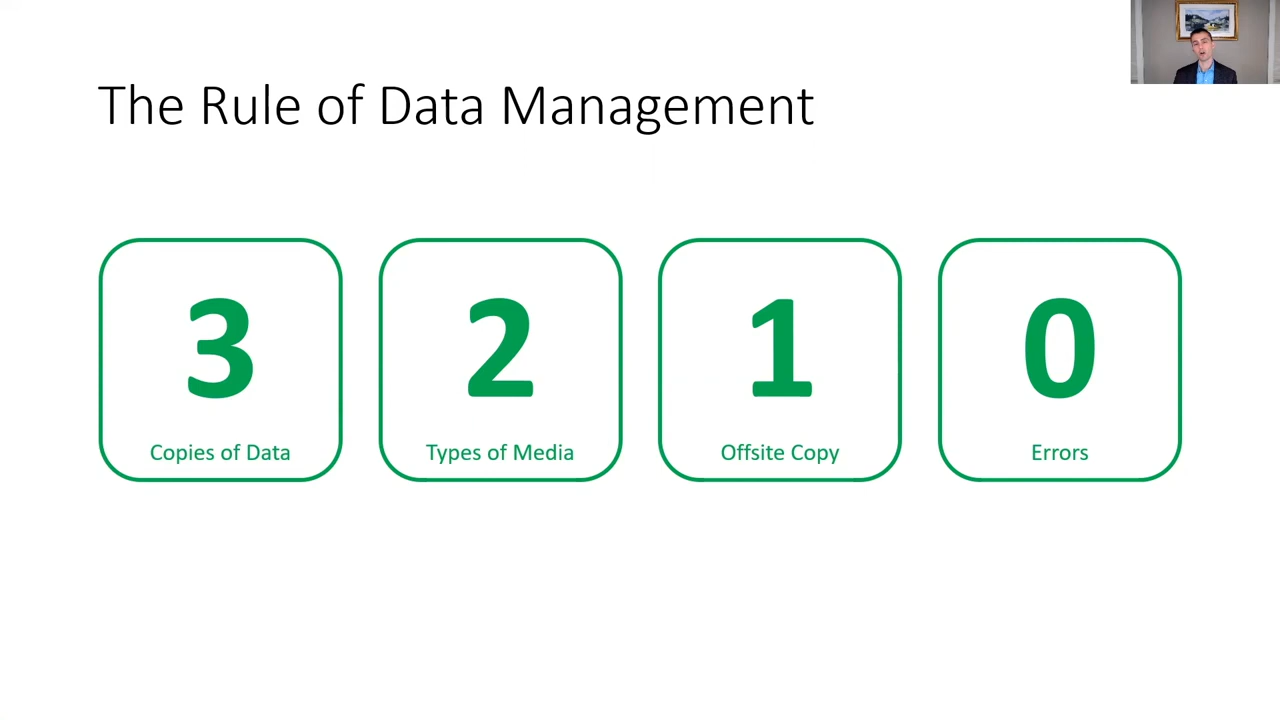 The Rule of Data Management
3
Copies of Data
2
Types of Media
1
Offsite Copy
0
Errors